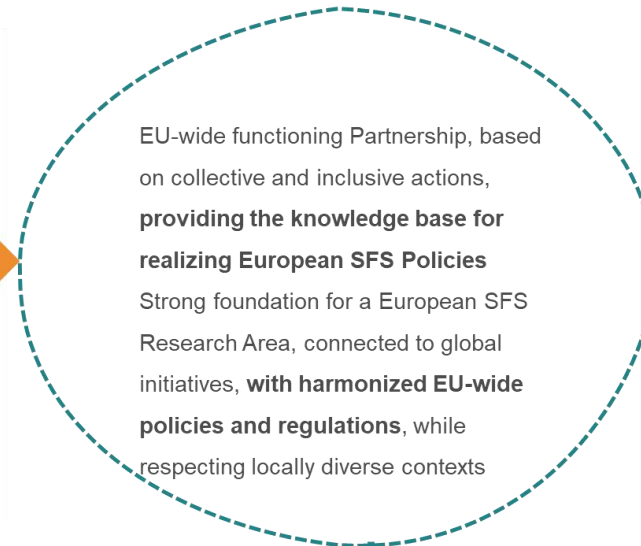 EU-wide functioning Partnership, based
on collective and inclusive actions,
providing the knowledge base for
realizing European SFS Policies
Strong foundation for a European SFS
Research Area, connected to global
initiatives, with harmonized EU-wide
policies and regulations, while
respecting locally diverse contexts